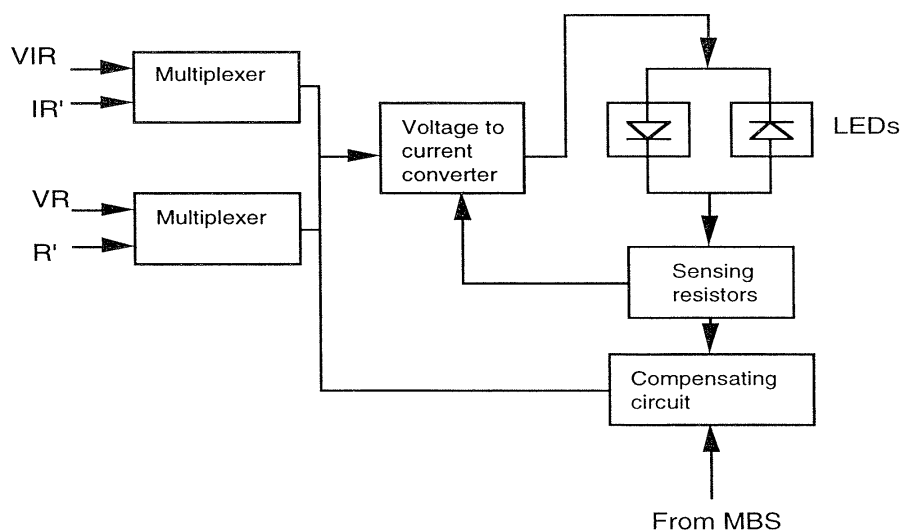 VIR
IR'
Multiplexer
VR
R'
Multiplexer
Voltage to
current
converter
LEDs
Sensing
resistors
Compensating
circuit
From MBS